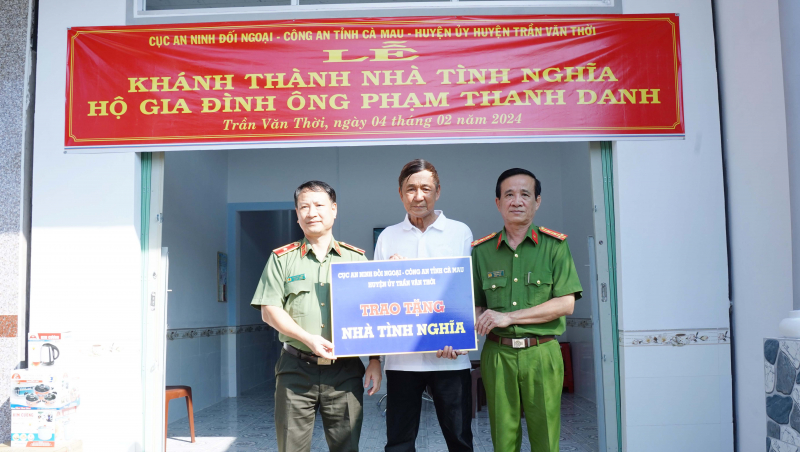 CỤC AN NINH ĐỐI NGOẠI - CÔNG AN TỈNH CÀ MAU - HUYỆN ỦY HUYỆN TRẦN VĂN THỜI
LỄ
KHÁNH THÀNH NHÀ TÌNH NGHĨA
HỘ GIA ĐÌNH ÔNG PHẠM THANH DANH
Trần Văn Thời, ngày 04 tháng 02 năm 2024
CỤC AN NINH ĐỐI NGOẠI - CÔNG AN TỈNH CÀ MAU
HUYỆN ỦY TRẦN VĂN THỜI
TRAO TẶNG
NHÀ TÌNH NGHĨA